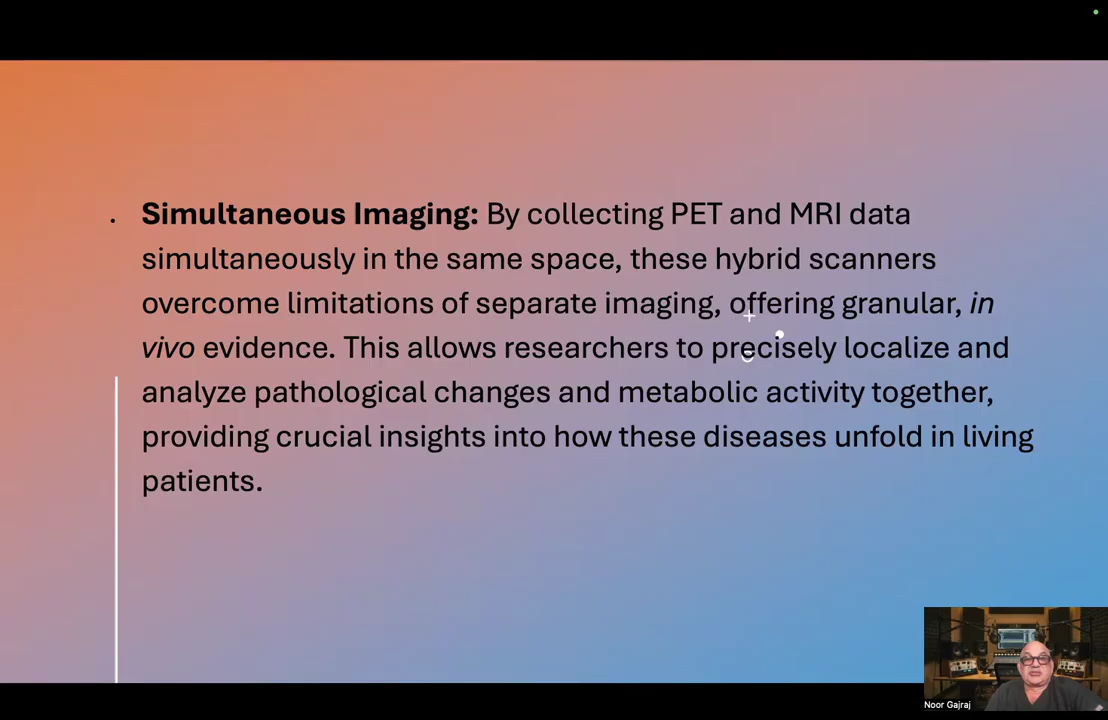 . Simultaneous Imaging: By collecting PET and MRI data
simultaneously in the same space, these hybrid scanners
overcome limitations of separate imaging, offering granular, in
vivo evidence. This allows researchers to precisely localize and
analyze pathological changes and metabolic activity together,
providing crucial insights into how these diseases unfold in living
patients.
Noor Gajraj